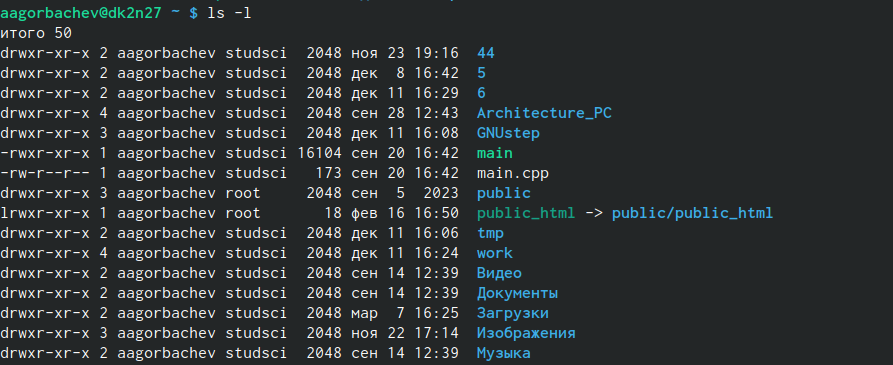 aagorbachev@dk2n27 ~ $ ls -l
итого 50
drwxr-xr-x 2 aagorbachev studsci  2048 ноя 23 19:16  44
drwxr-xr-x 2 aagorbachev studsci  2048 дек  8 16:42  5
drwxr-xr-x 2 aagorbachev studsci  2048 дек 11 16:29  6
drwxr-xr-x 4 aagorbachev studsci  2048 сен 28 12:43  Architecture_PC
drwxr-xr-x 3 aagorbachev studsci  2048 дек 11 16:08  GNUstep
-rwxr-xr-x 1 aagorbachev studsci 16104 сен 20 16:42  main
-rw-r--r-- 1 aagorbachev studsci   173 сен 20 16:42  main.cpp
drwxr-xr-x 3 aagorbachev root     2048 сен  5  2023  public
lrwxr-xr-x 1 aagorbachev root       18 фев 16 16:50  public_html -> public/public_html
drwxr-xr-x 2 aagorbachev studsci  2048 дек 11 16:06  tmp
drwxr-xr-x 4 aagorbachev studsci  2048 дек 11 16:24  work
drwxr-xr-x 2 aagorbachev studsci  2048 сен 14 12:39  Видео
drwxr-xr-x 2 aagorbachev studsci  2048 сен 14 12:39  Документы
drwxr-xr-x 2 aagorbachev studsci  2048 мар  7 16:25  Загрузки
drwxr-xr-x 3 aagorbachev studsci  2048 ноя 22 17:14  Изображения
drwxr-xr-x 2 aagorbachev studsci  2048 сен 14 12:39  Музыка